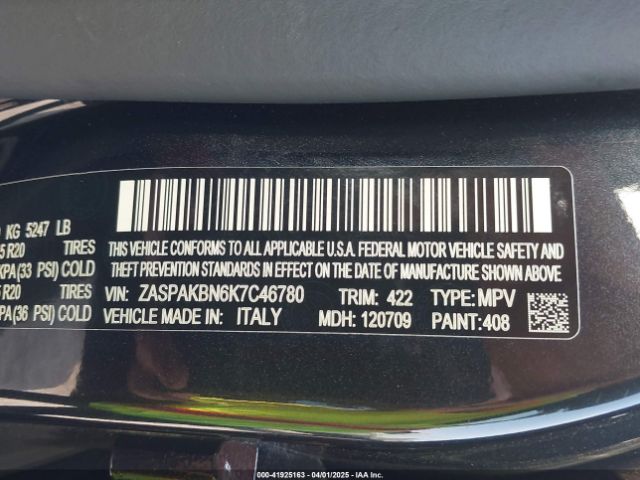 KG 5247 LB
5 R20 TIRES
KPA(33 PSI) COLD
R20 TIRES
PA(36 PSI) COLD
THIS VEHICLE CONFORMS TO ALL APPLICABLE U.S.A. FEDERAL MOTOR VEHICLE SAFETY AND
THEFT PREVENTION STANDARDS IN EFFECT ON THE DATE OF MANUFACTURE SHOWN ABOVE.
VIN: ZASPAKBN6K7C46780 TRIM: 422 TYPE: MPV
VEHICLE MADE IN: ITALY MDH: 120709 PAINT: 408
000-41925163 - 04/01/2025 - IAA Inc.